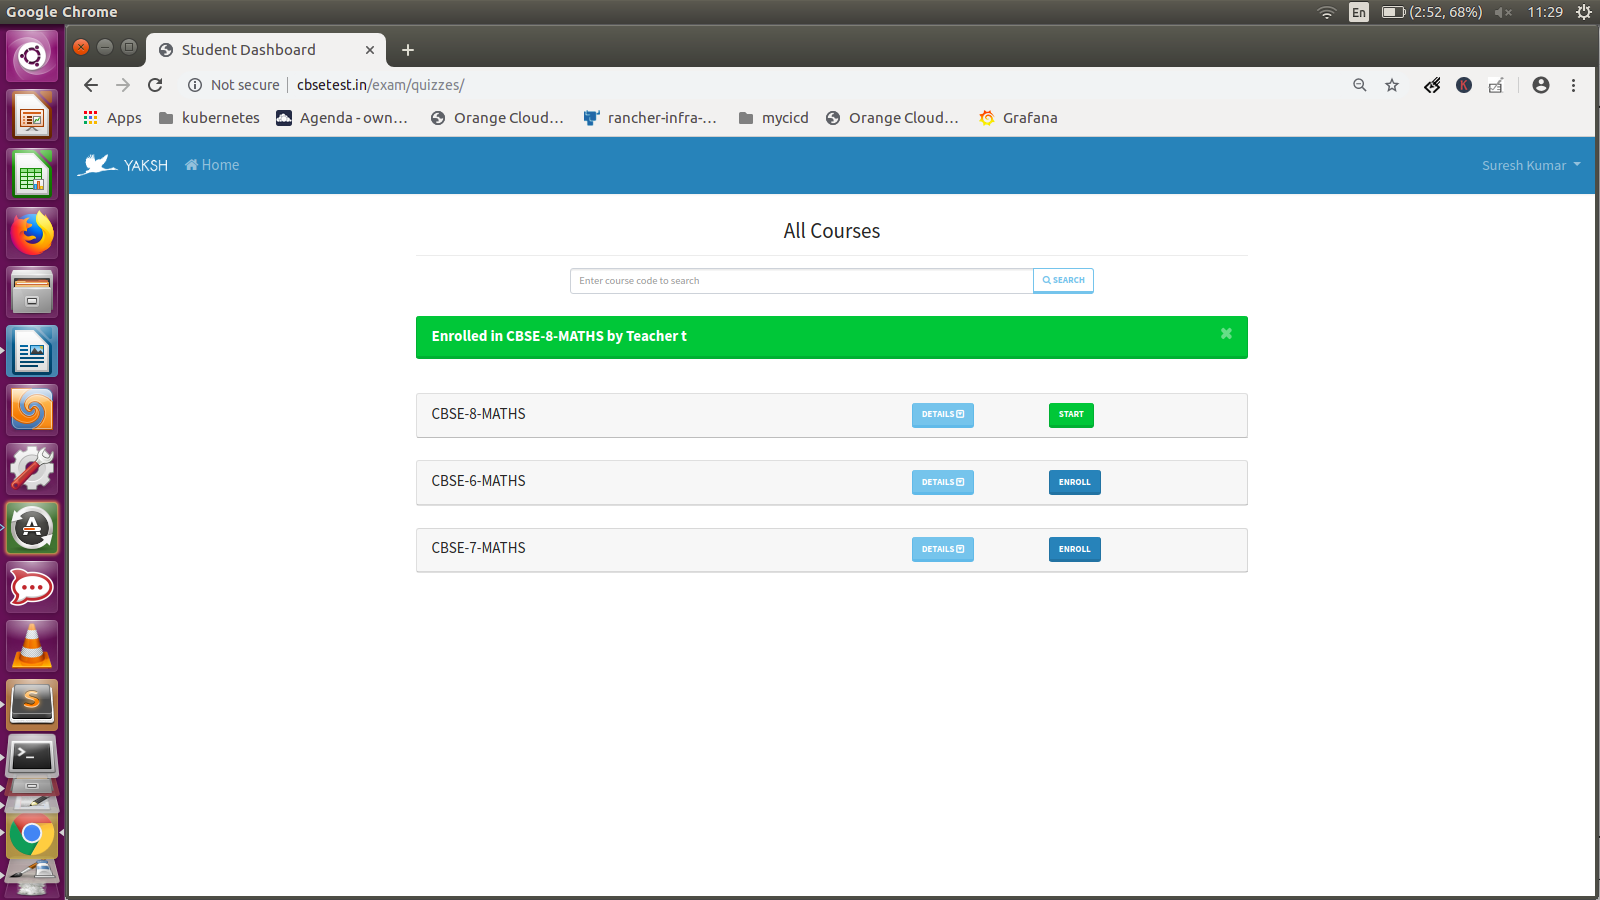 Google Chrome
En
(2:52, 68%)
11:29
Student Dashboard
Not secure
cbsetest.in/exam/quizzes/
K
Apps
kubernetes
Agenda - own...
Orange Cloud...
rancher-infra-...
mycicd
Orange Cloud...
Grafana
YAKSH
Home
Suresh Kumar
All Courses
Enter course code to search
SEARCH
Enrolled in CBSE-8-MATHS by Teacher t
CBSE-8-MATHS
DETAILS
START
CBSE-6-MATHS
DETAILS
ENROLL
CBSE-7-MATHS
DETAILS
ENROLL